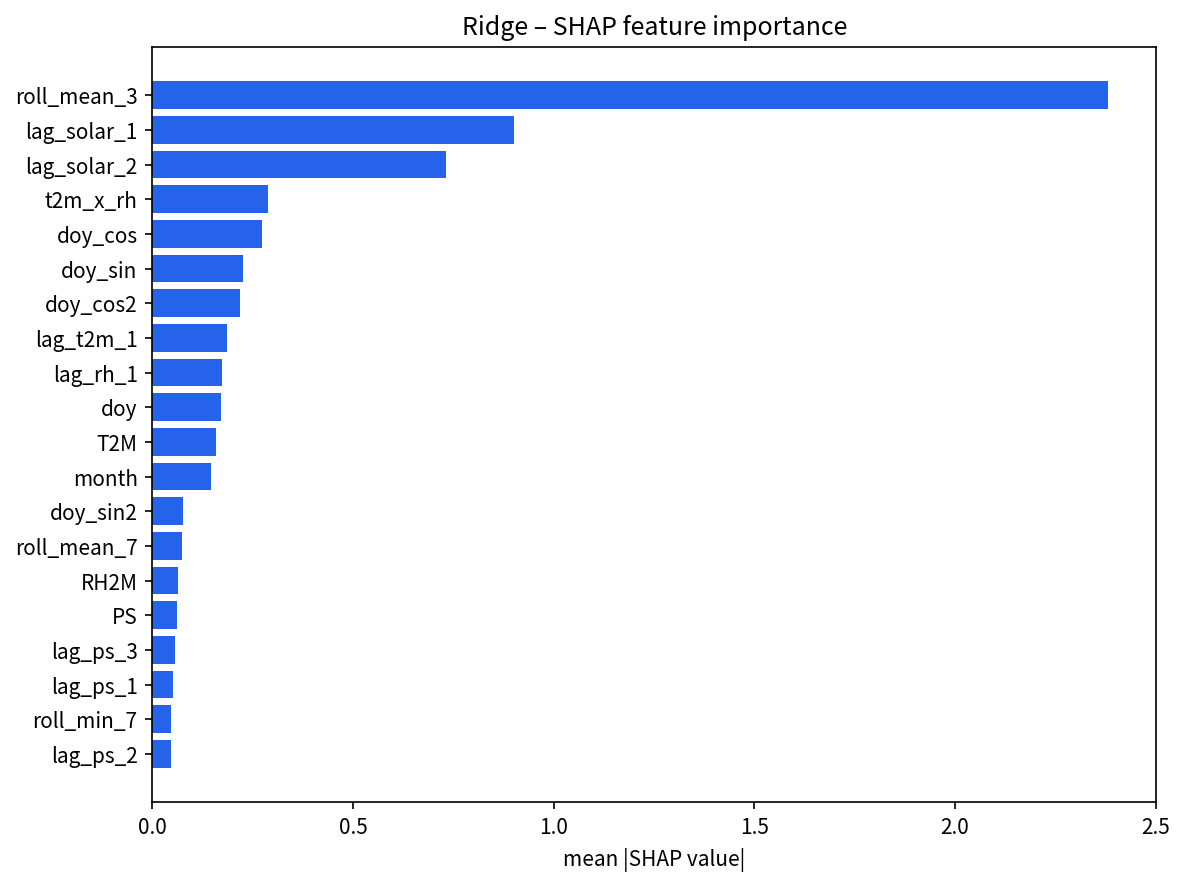 Ridge – SHAP feature importance
roll_mean_3
lag_solar_1
lag_solar_2
t2m_x_rh
doy_cos
doy_sin
doy_cos2
lag_t2m_1
lag_rh_1
doy
T2M
month
doy_sin2
roll_mean_7
RH2M
PS
lag_ps_3
lag_ps_1
roll_min_7
lag_ps_2
0.0 0.5 1.0 1.5 2.0 2.5
mean |SHAP value|